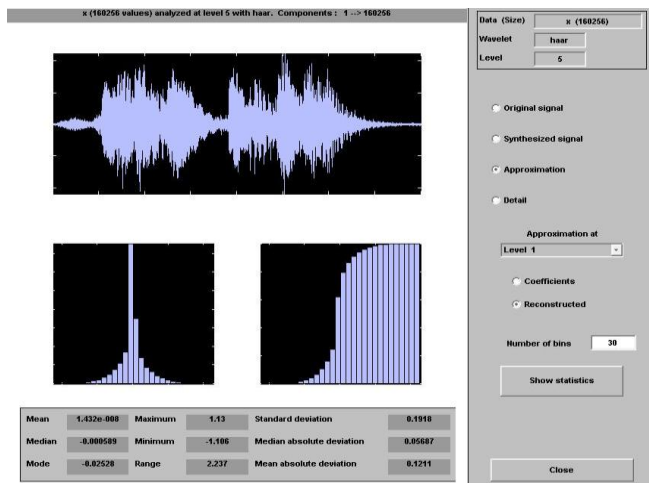 x (160256 values) analyzed at level 5 with haar. Components : 1 --> 160256
Data (Size) x (160256)
Wavelet haar
Level 5
Original signal
Synthesized signal
Approximation
Detail
Approximation at
Level 1
Coefficients
Reconstructed
Number of bins 30
Show statistics
Mean 1.432e-008 Maximum 1.13 Standard deviation 0.1918
Median -0.000589 Minimum -1.106 Median absolute deviation 0.05687
Mode -0.02528 Range 2.237 Mean absolute deviation 0.1211
Close